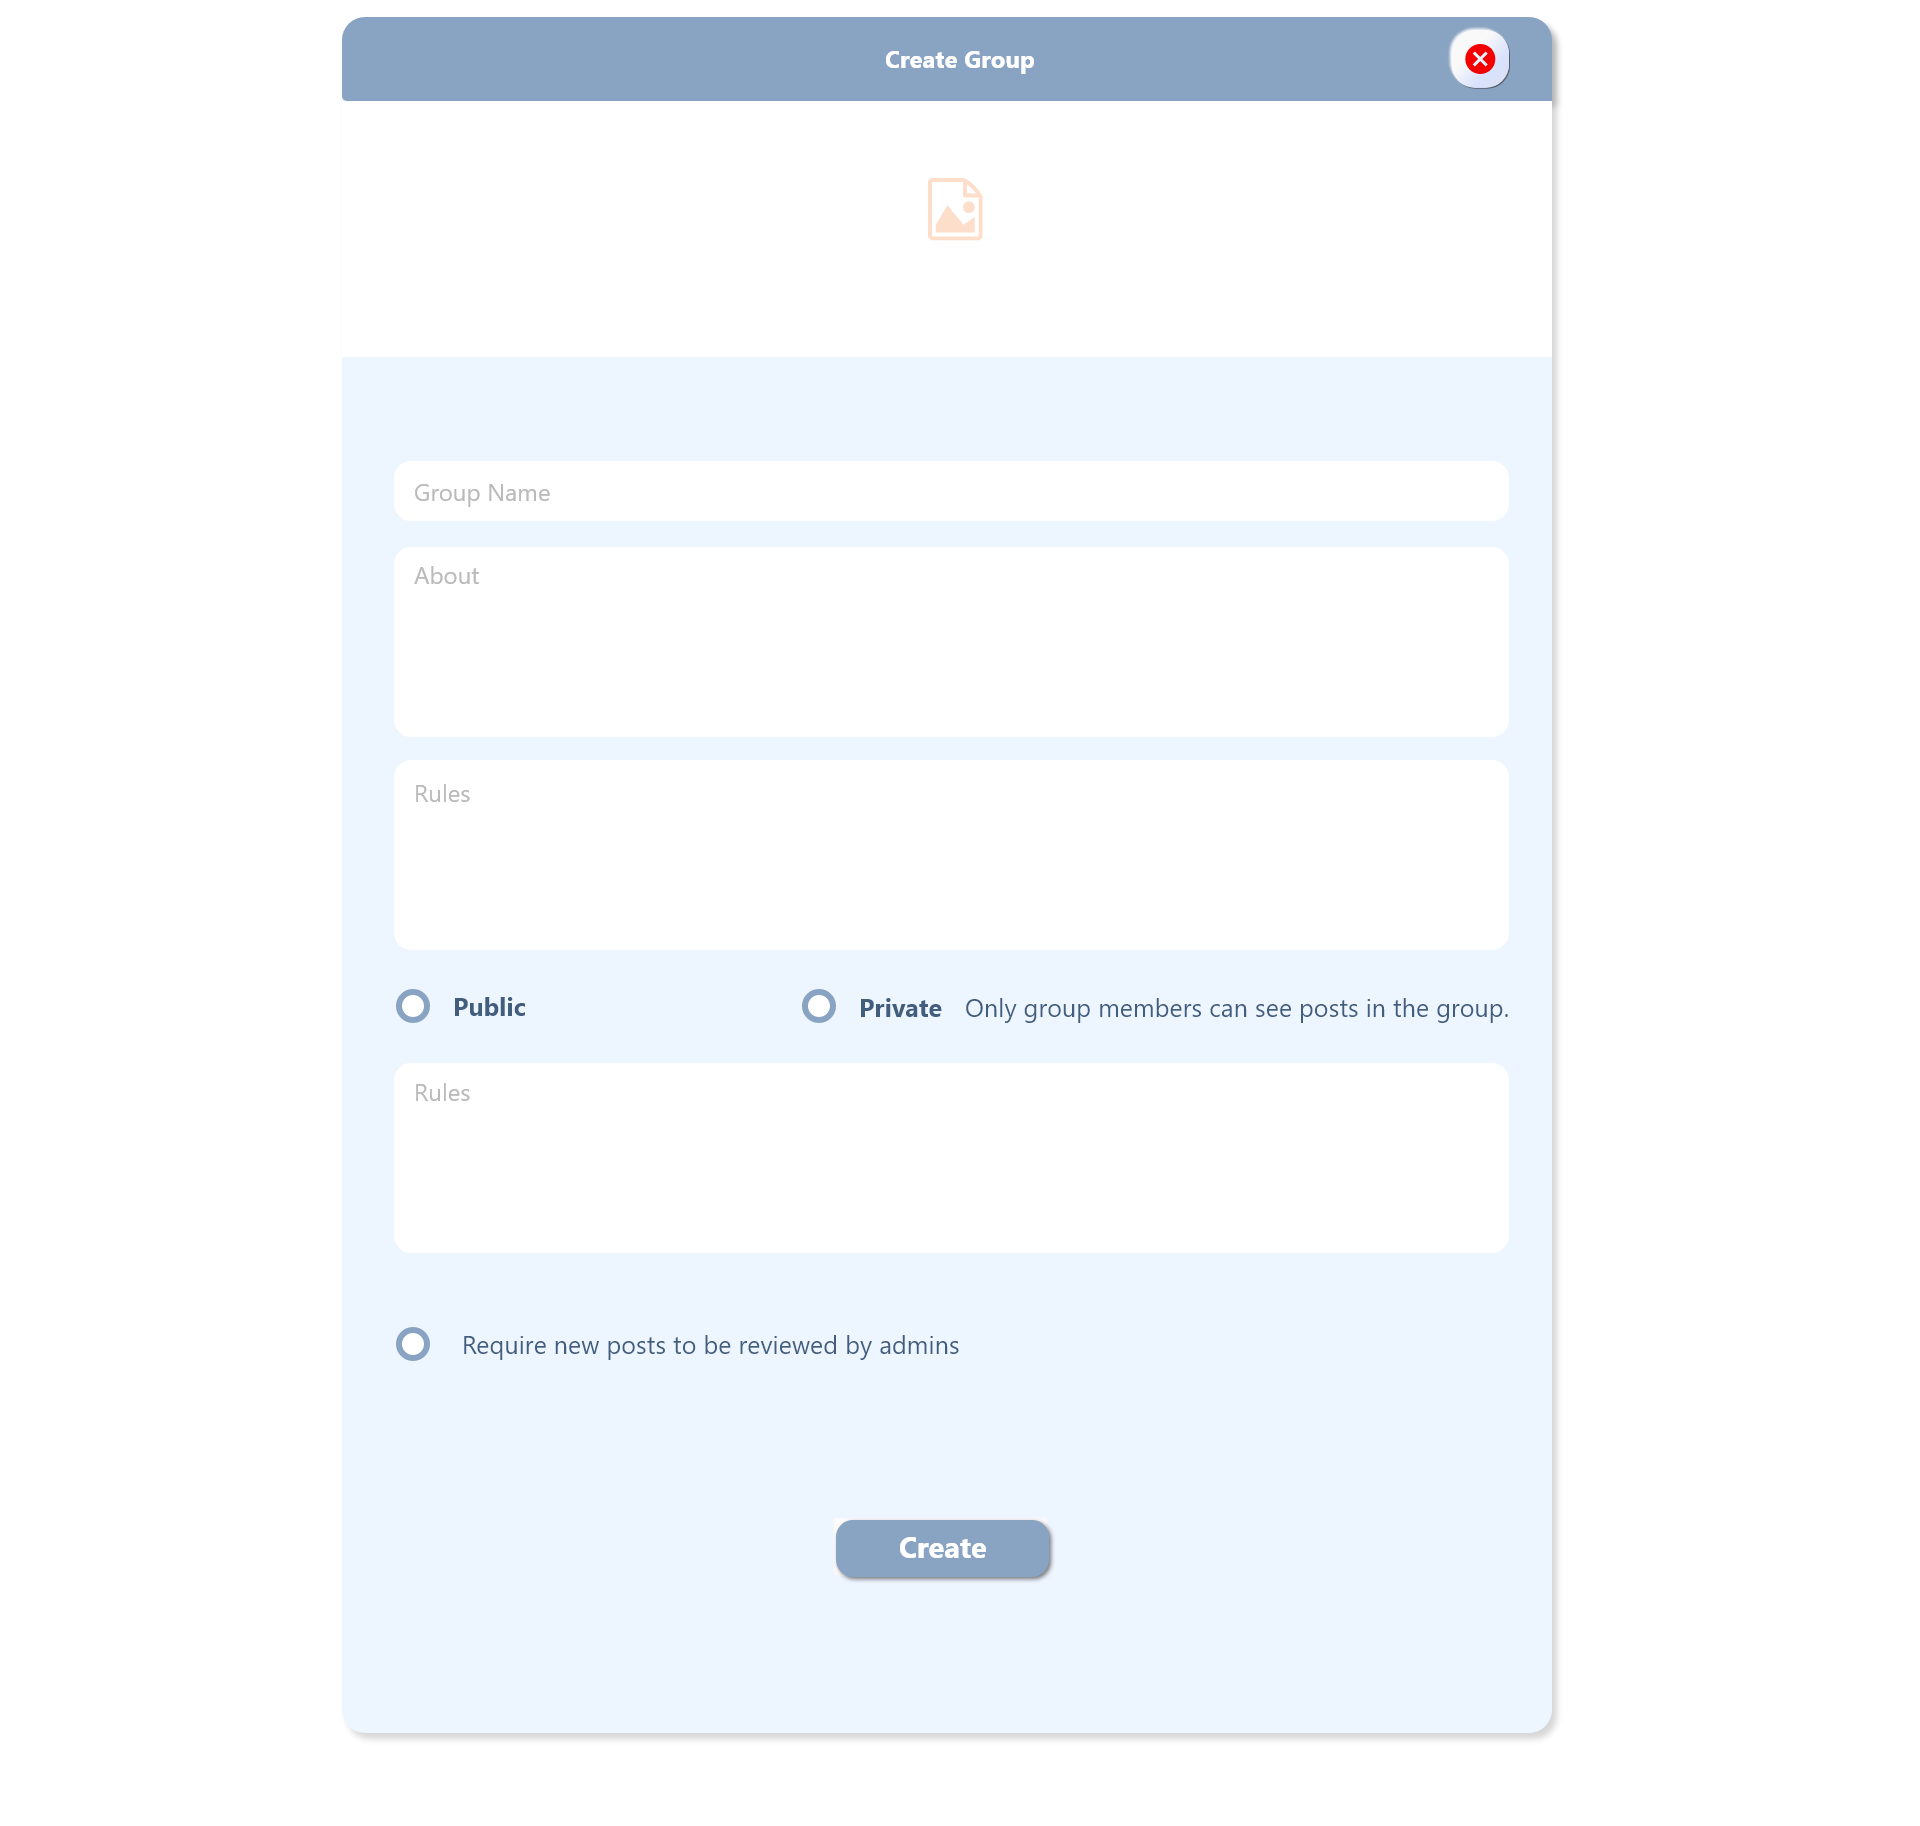 Create Group
Group Name
About
Rules
Public
Private Only group members can see posts in the group.
Rules
Require new posts to be reviewed by admins
Create